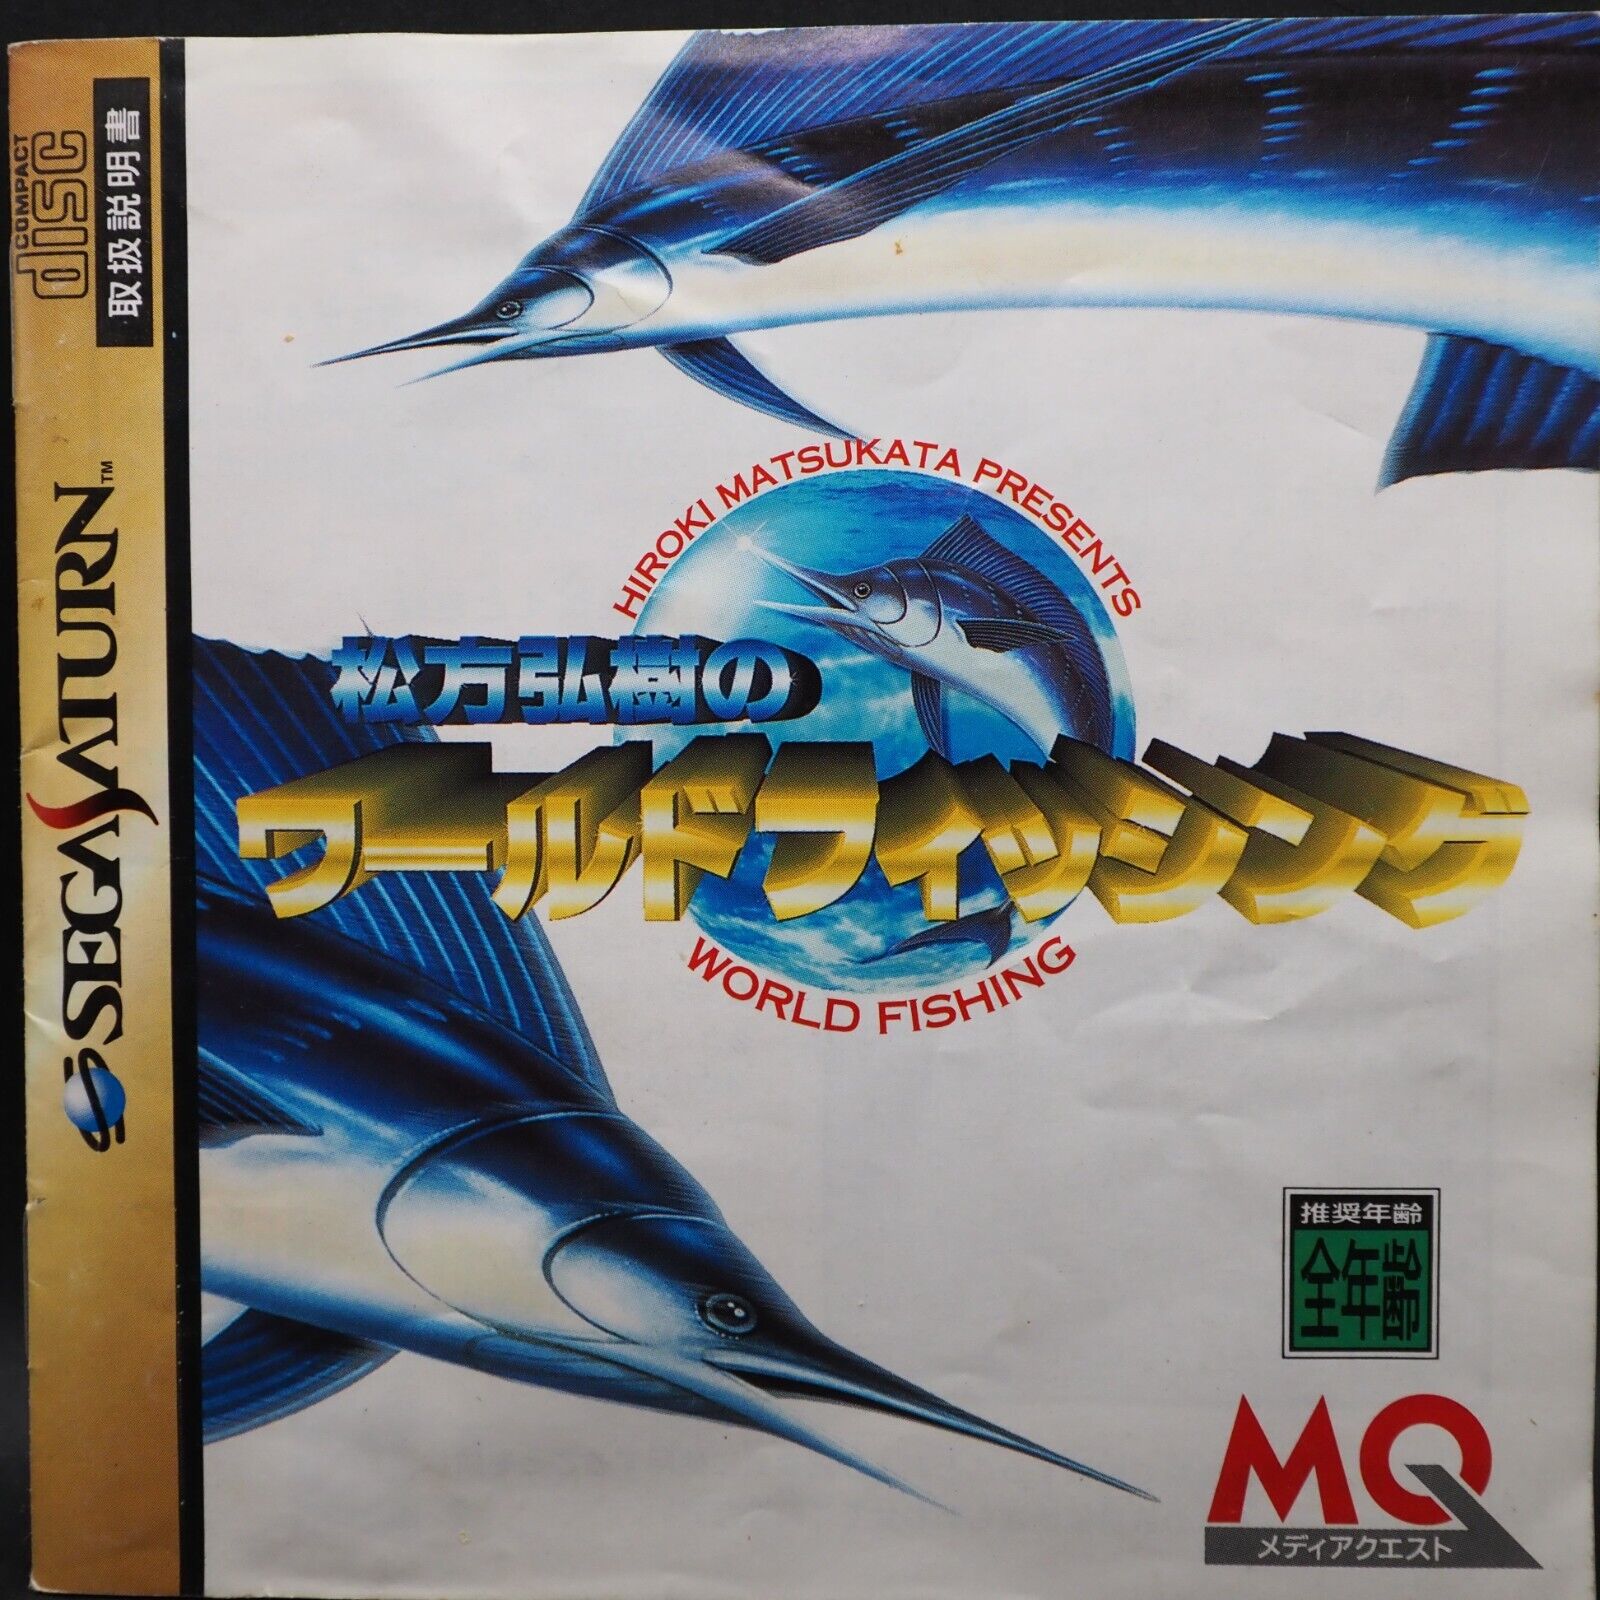 COMPACT
disc
取扱説明書
SEGA SATURN™
HIROKI MATSUKATA PRESENTS
松方弘樹の
ワールドフィッシング
WORLD FISHING
推奨年齢
全年齢
MQ
メディアクエスト